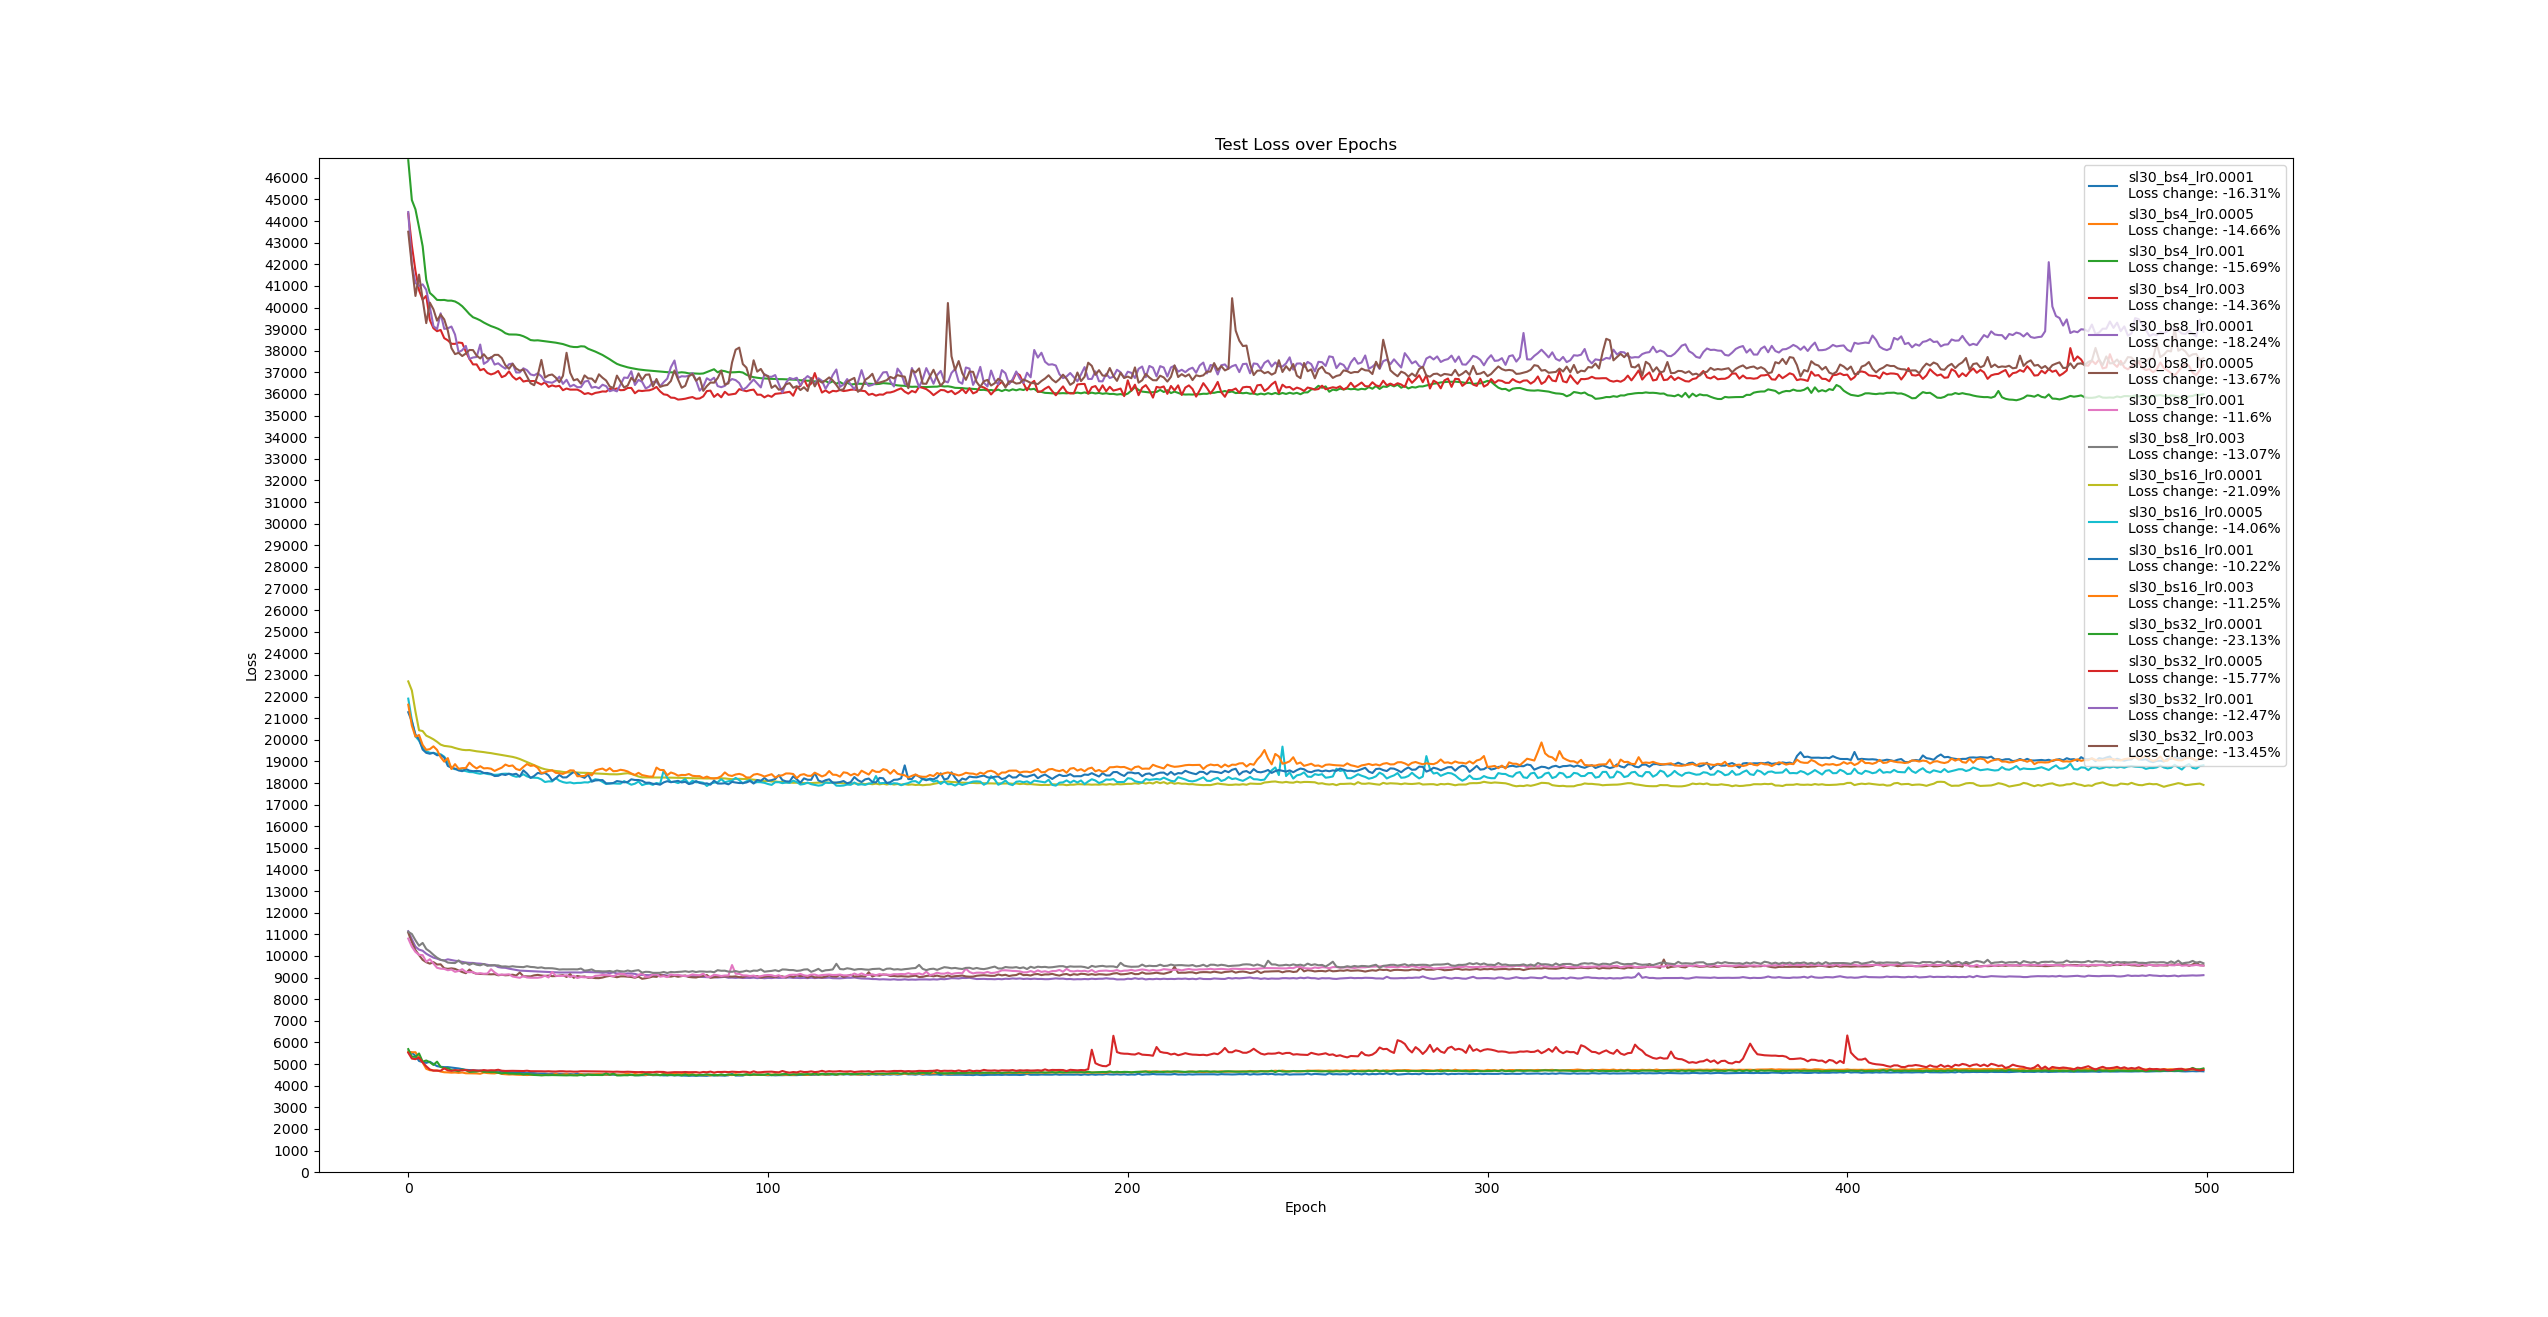 Test Loss over Epochs
46000
45000
44000
43000
42000
41000
40000
39000
38000
37000
36000
35000
34000
33000
32000
31000
30000
29000
28000
27000
26000
25000
24000
23000
22000
21000
20000
19000
18000
17000
16000
15000
14000
13000
12000
11000
10000
9000
8000
7000
6000
5000
4000
3000
2000
1000
0
Loss
0 100 200 300 400 500
Epoch
sl30_bs4_lr0.0001
Loss change: -16.31%
sl30_bs4_lr0.0005
Loss change: -14.66%
sl30_bs4_lr0.001
Loss change: -15.69%
sl30_bs4_lr0.003
Loss change: -14.36%
sl30_bs8_lr0.0001
Loss change: -18.24%
sl30_bs8_lr0.0005
Loss change: -13.67%
sl30_bs8_lr0.001
Loss change: -11.6%
sl30_bs8_lr0.003
Loss change: -13.07%
sl30_bs16_lr0.0001
Loss change: -21.09%
sl30_bs16_lr0.0005
Loss change: -14.06%
sl30_bs16_lr0.001
Loss change: -10.22%
sl30_bs16_lr0.003
Loss change: -11.25%
sl30_bs32_lr0.0001
Loss change: -23.13%
sl30_bs32_lr0.0005
Loss change: -15.77%
sl30_bs32_lr0.001
Loss change: -12.47%
sl30_bs32_lr0.003
Loss change: -13.45%